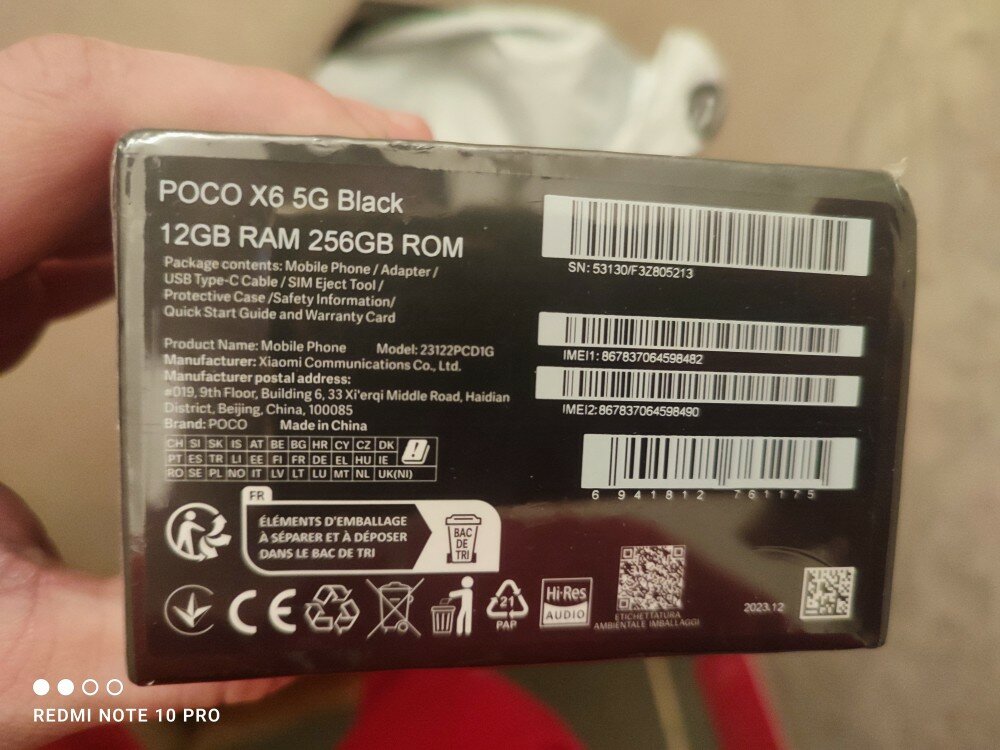 POCO X6 5G Black
12GB RAM 256GB ROM
Package contents: Mobile Phone / Adapter /
USB Type-C Cable / SIM Eject Tool /
Protective Case /Safety Information/
Quick Start Guide and Warranty Card
Product Name: Mobile Phone Model: 23122PCD1G
Manufacturer: Xiaomi Communications Co., Ltd.
Manufacturer postal address:
#019, 9th Floor, Building 6, 33 Xi'erqi Middle Road, Haidian
District, Beijing, China, 100085
Brand: POCO Made in China
CH SI SK IS AT BE BG HR CY CZ DK
PT ES TR LI EE FI FR DE EL HU IE
RO SE PL NO IT LV LT LU MT NL UK(NI)
SN: 53130/F3Z805213
IMEI1: 867837064598482
IMEI2: 867837064598490
6 941812 761175
FR
ÉLÉMENTS D'EMBALLAGE
À SÉPARER ET À DÉPOSER
DANS LE BAC DE TRI
BAC
DE
TRI
CE
21
PAP
Hi-Res
AUDIO
ETICHETTATURA
AMBIENTALE IMBALLAGGI
2023.12
REDMI NOTE 10 PRO